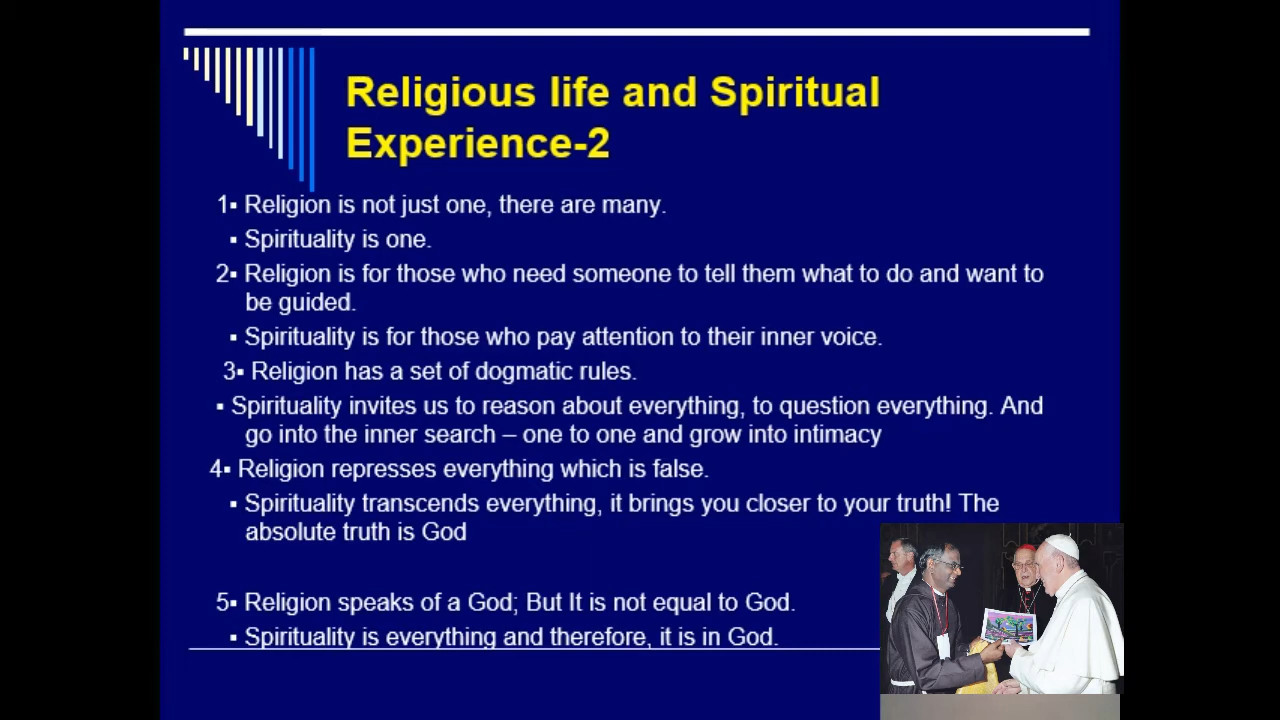 Religious life and Spiritual
Experience-2
1▪ Religion is not just one, there are many.
▪ Spirituality is one.
2▪ Religion is for those who need someone to tell them what to do and want to
be guided.
▪ Spirituality is for those who pay attention to their inner voice.
3▪ Religion has a set of dogmatic rules.
▪ Spirituality invites us to reason about everything, to question everything. And
go into the inner search – one to one and grow into intimacy
4▪ Religion represses everything which is false.
▪ Spirituality transcends everything, it brings you closer to your truth! The
absolute truth is God
5▪ Religion speaks of a God; But It is not equal to God.
▪ Spirituality is everything and therefore, it is in God.